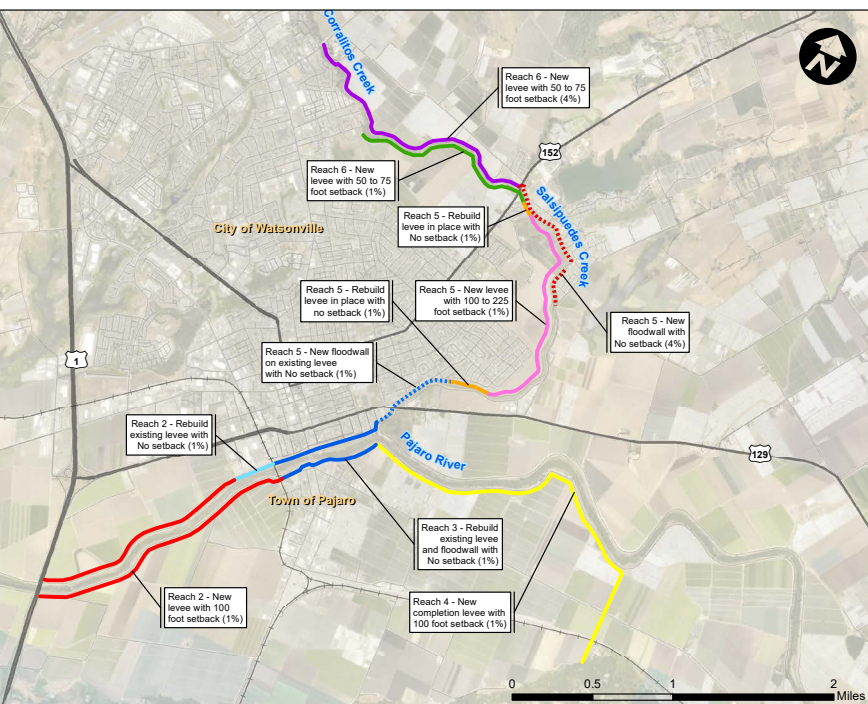 Corralitos Creek
N
Reach 6 - New
levee with 50 to 75
foot setback (4%)
152
Reach 6 - New
levee with 50 to 75
foot setback (1%)
Salsipuedes Creek
City of Watsonville
Reach 5 - Rebuild
levee in place with
No setback (1%)
Reach 5 - Rebuild
levee in place with
no setback (1%)
Reach 5 - New levee
with 100 to 225
foot setback (1%)
Reach 5 - New
floodwall with
No setback (4%)
1
Reach 5 - New floodwall
on existing levee
with No setback (1%)
Reach 2 - Rebuild
existing levee with
No setback (1%)
Pajaro River
129
Town of Pajaro
Reach 3 - Rebuild
existing levee
and floodwall with
No setback (1%)
Reach 2 - New
levee with 100
foot setback (1%)
Reach 4 - New
completion levee with
100 foot setback (1%)
0 0.5 1 2
Miles